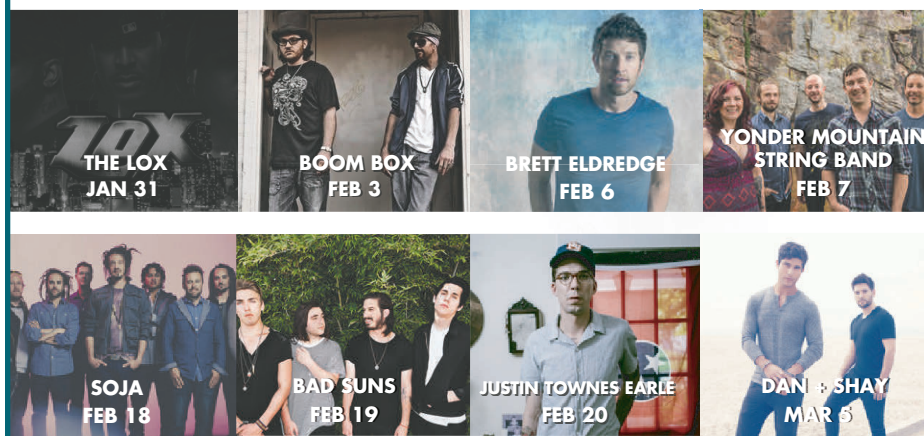 LOX
THE LOX
JAN 31
BOOM BOX
FEB 3
BRETT ELDREDGE
FEB 6
YONDER MOUNTAIN
STRING BAND
FEB 7
SOJA
FEB 18
BAD SUNS
FEB 19
JUSTIN TOWNES EARLE
FEB 20
DAN + SHAY
MAR 5